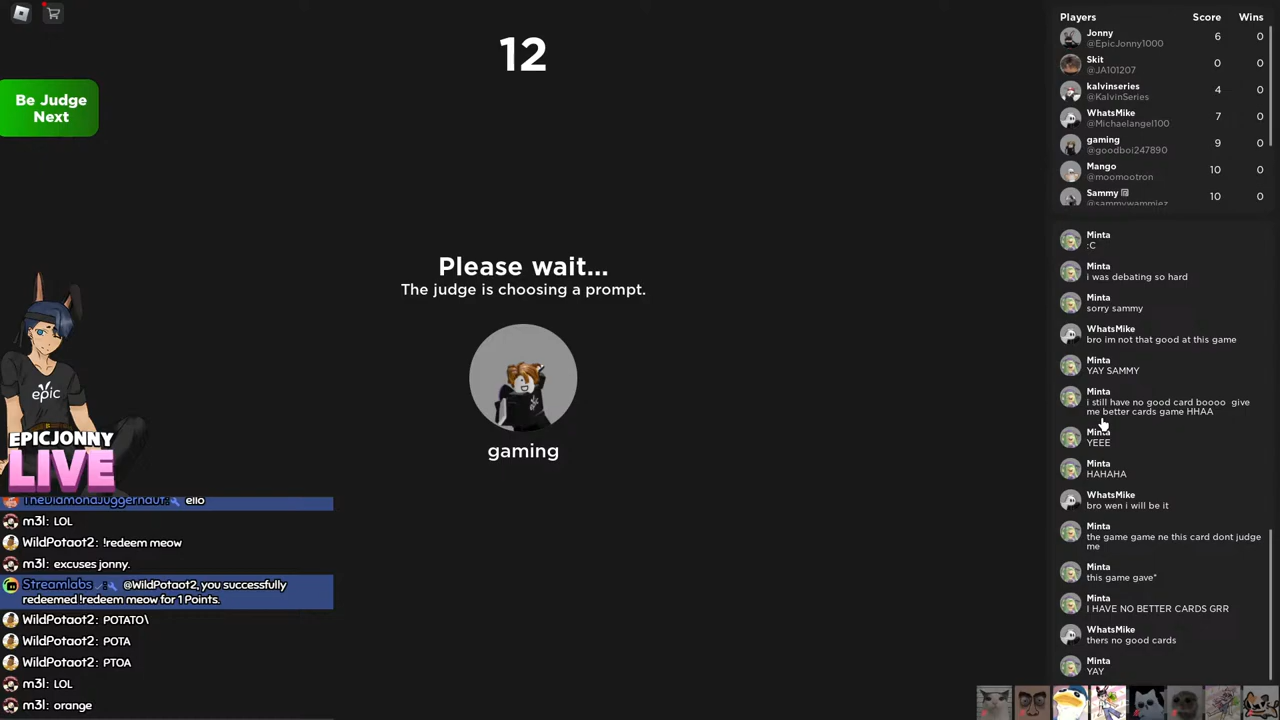 12
Be Judge
Next
Please wait...
The judge is choosing a prompt.
gaming
epic
EPICJONNY
LIVE
TheDiamondJuggernaut: ello
m3l: LOL
WildPotaot2: !redeem meow
m3l: excuses jonny.
Streamlabs : @WildPotaot2, you successfully
redeemed !redeem meow for 1 Points.
WildPotaot2: POTATO\
WildPotaot2: POTA
WildPotaot2: PTOA
m3l: LOL
m3l: orange
Players Score Wins
Jonny 6 0
@EpicJonny1000
Skit 0 0
@JA101207
kalvinseries 4 0
@KalvinSeries
WhatsMike 7 0
@Michaelangel100
gaming 9 0
@goodboi247890
Mango 10 0
@moomootron
Sammy 10 0
@sammywammiez
Minta
:C
Minta
i was debating so hard
Minta
sorry sammy
WhatsMike
bro im not that good at this game
Minta
YAY SAMMY
Minta
i still have no good card boooo give
me better cards game HHAA
Minta
YEEE
Minta
HAHAHA
WhatsMike
bro wen i will be it
Minta
the game game ne this card dont judge
me
Minta
this game gave*
Minta
I HAVE NO BETTER CARDS GRR
WhatsMike
thers no good cards
Minta
YAY